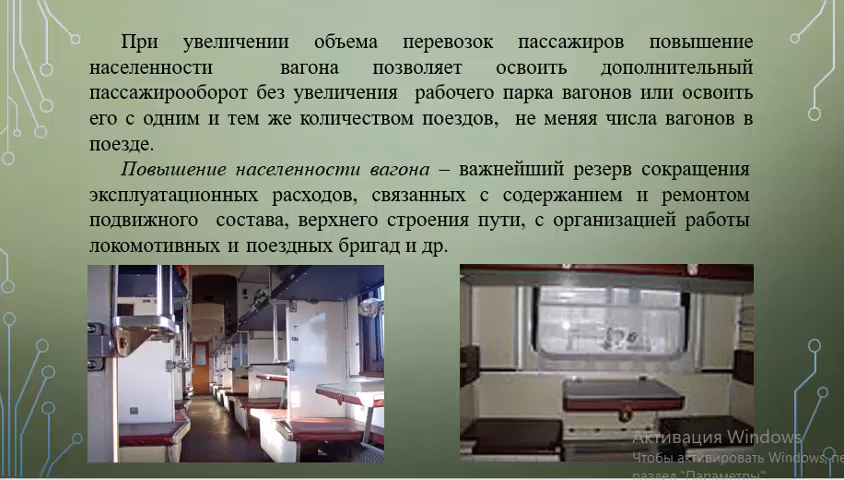 При увеличении объема перевозок пассажиров повышение
населенности вагона позволяет освоить дополнительный
пассажирооборот без увеличения рабочего парка вагонов или освоить
его с одним и тем же количеством поездов, не меняя числа вагонов в
поезде.
Повышение населенности вагона – важнейший резерв сокращения
эксплуатационных расходов, связанных с содержанием и ремонтом
подвижного состава, верхнего строения пути, с организацией работы
локомотивных и поездных бригад и др.
Активация Windows
Чтобы активировать Windows, пе
раздел "Параметры"